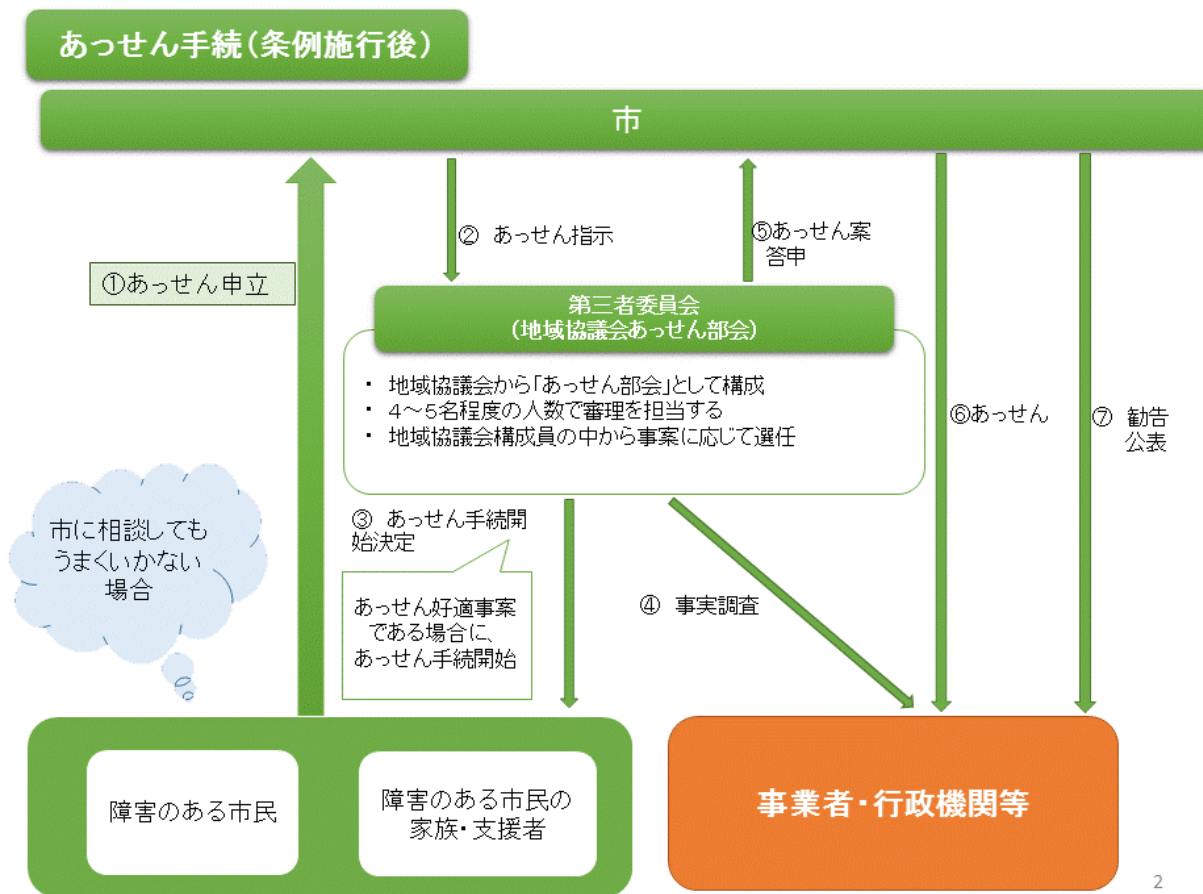 あっせん手続(条例施行後)
市
①あっせん申立
② あっせん指示
⑤あっせん案
答申
第三者委員会
(地域協議会あっせん部会)
・ 地域協議会から「あっせん部会」として構成
・ 4～5名程度の人数で審理を担当する
・ 地域協議会構成員の中から事案に応じて選任
⑥あっせん
⑦ 勧告
公表
市に相談しても
うまくいかない
場合
③ あっせん手続開
始決定
あっせん好適事案
である場合に、
あっせん手続開始
④ 事実調査
障害のある市民
障害のある市民の
家族・支援者
事業者・行政機関等
2